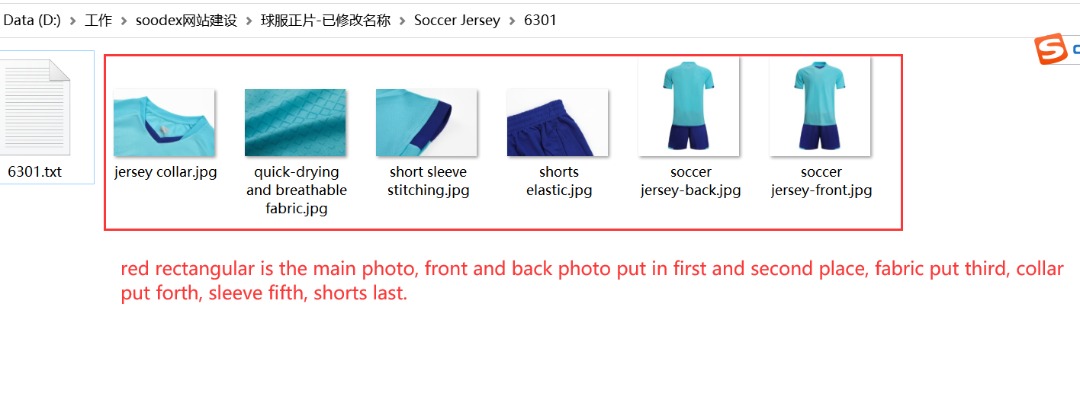 Data (D:) > 工作 > soodex网站建设 > 球服正片-已修改名称 > Soccer Jersey > 6301
6301.txt
jersey collar.jpg
quick-drying
and breathable
fabric.jpg
short sleeve
stitching.jpg
shorts
elastic.jpg
soccer
jersey-back.jpg
soccer
jersey-front.jpg
red rectangular is the main photo, front and back photo put in first and second place, fabric put third, collar
put forth, sleeve fifth, shorts last.